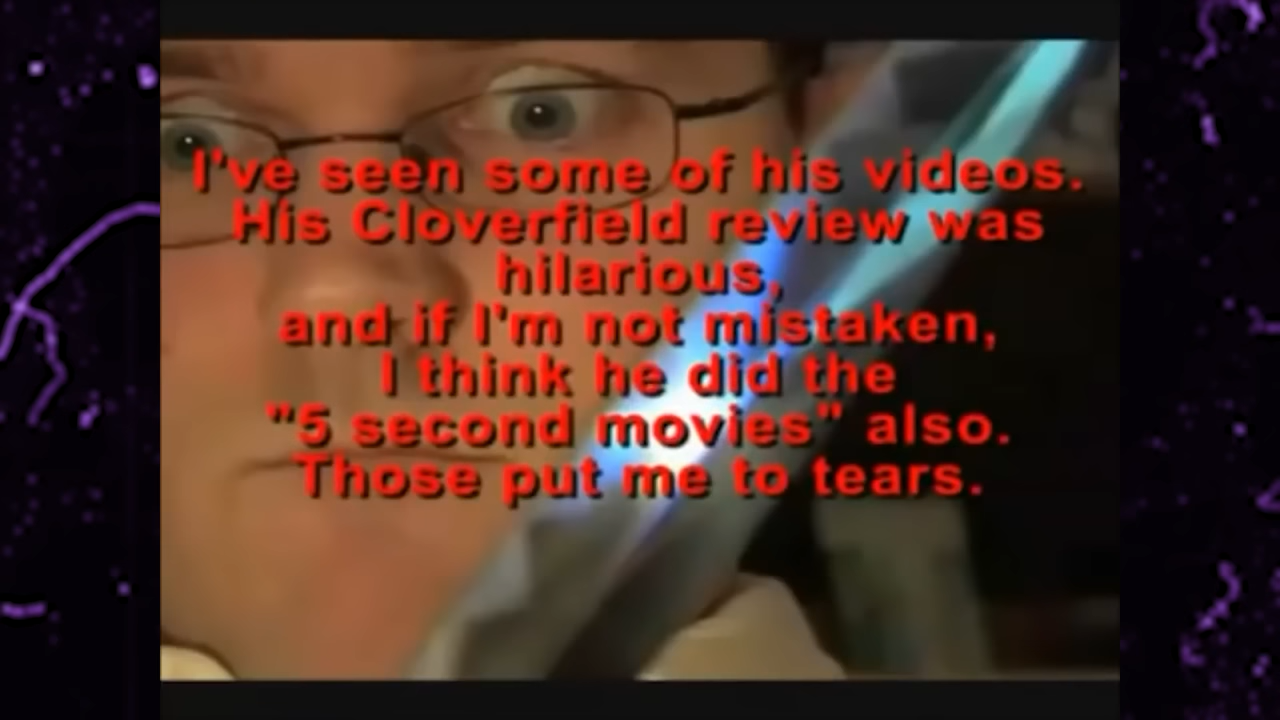 I've seen some of his videos.
His Cloverfield review was
hilarious,
and if I'm not mistaken,
I think he did the
"5 second movies" also.
Those put me to tears.